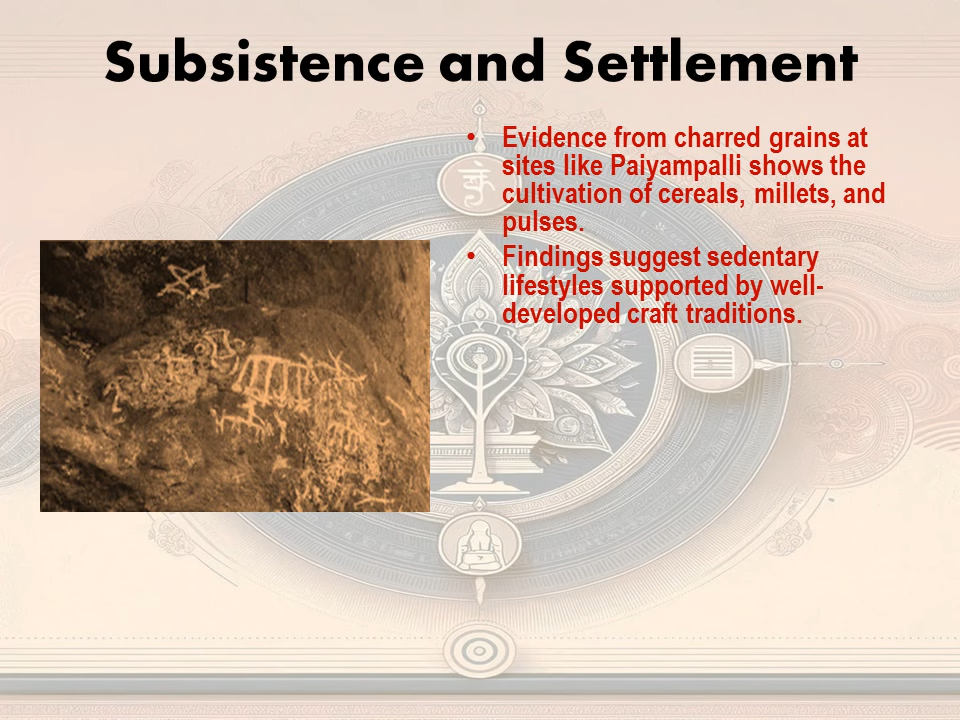 Subsistence and Settlement
• Evidence from charred grains at
sites like Paiyampalli shows the
cultivation of cereals, millets, and
pulses.
• Findings suggest sedentary
lifestyles supported by well-
developed craft traditions.